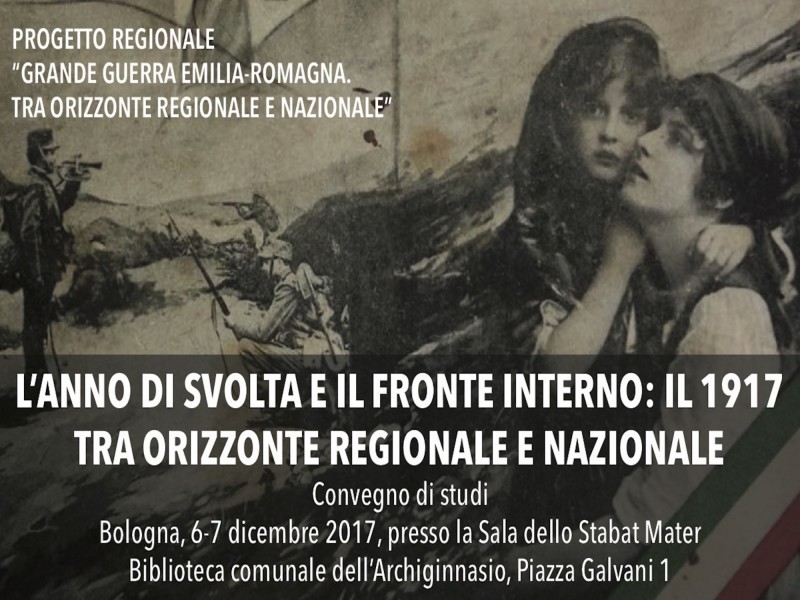 PROGETTO REGIONALE
"GRANDE GUERRA EMILIA-ROMAGNA.
TRA ORIZZONTE REGIONALE E NAZIONALE"
L'ANNO DI SVOLTA E IL FRONTE INTERNO: IL 1917
TRA ORIZZONTE REGIONALE E NAZIONALE
Convegno di studi
Bologna, 6-7 dicembre 2017, presso la Sala dello Stabat Mater
Biblioteca comunale dell'Archiginnasio, Piazza Galvani 1